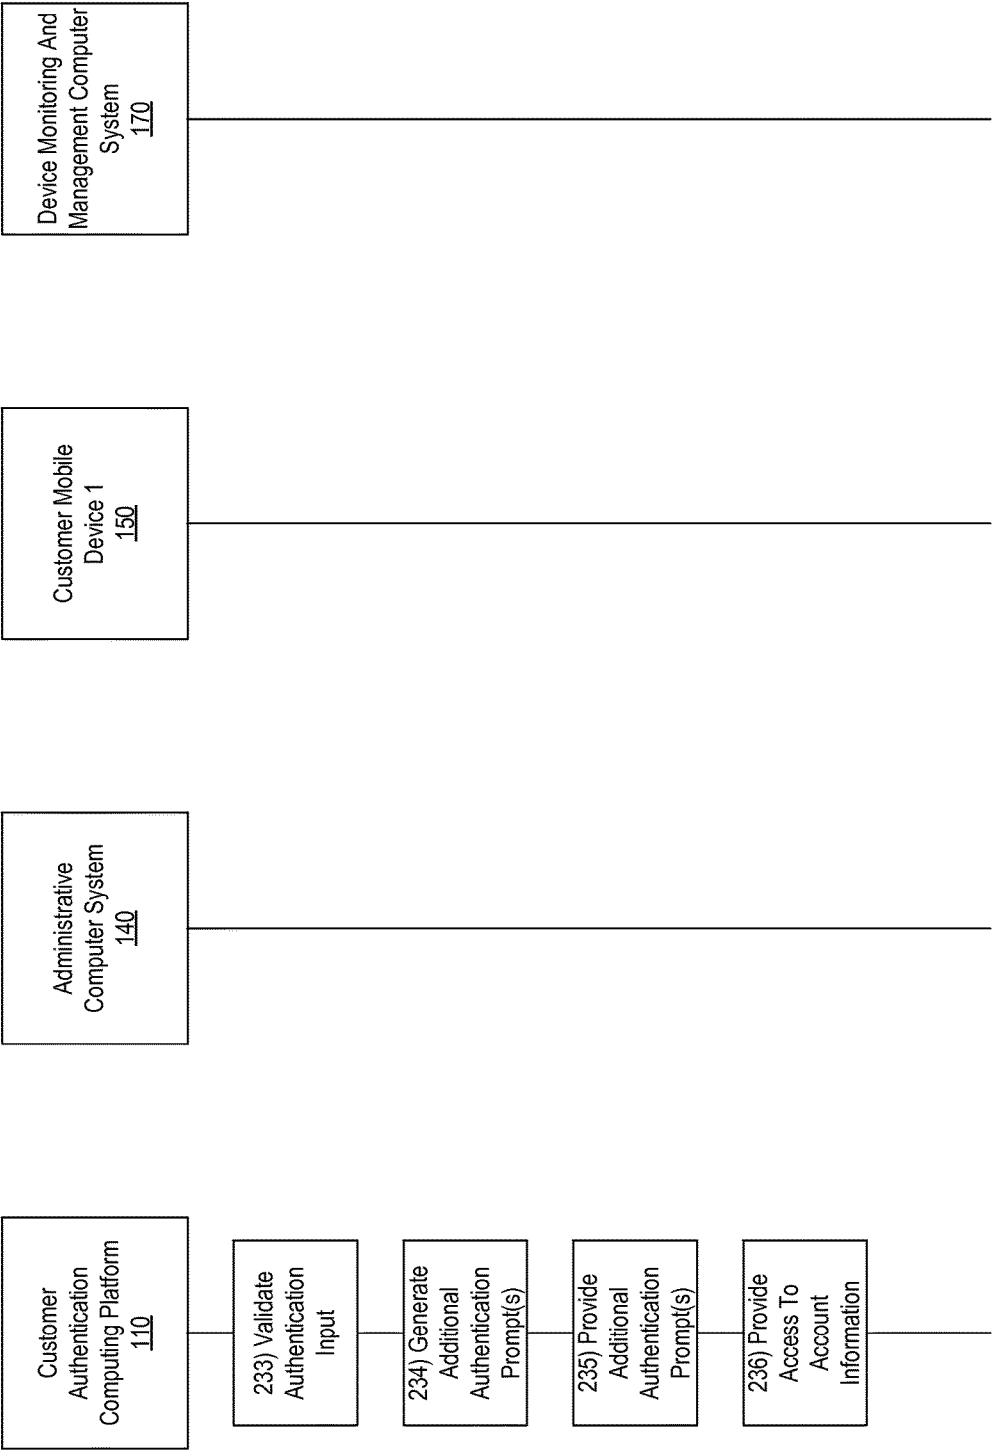 Customer
Authentication
Computing Platform
110
Administrative
Computer System
140
Customer Mobile
Device 1
150
Device Monitoring And
Management Computer
System
170
233) Validate
Authentication
Input
234) Generate
Additional
Authentication
Prompt(s)
235) Provide
Additional
Authentication
Prompt(s)
236) Provide
Access To
Account
Information